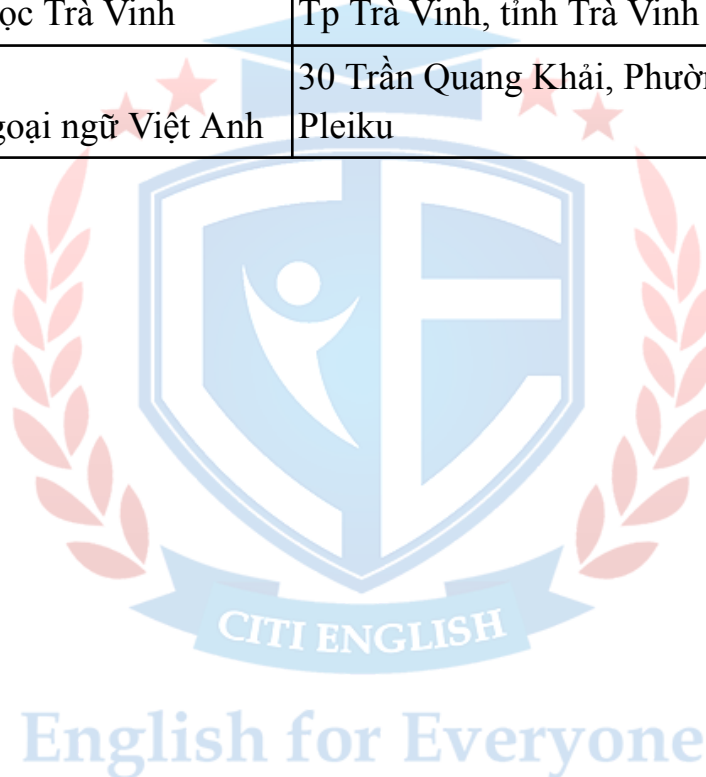 ọc Trà Vinh
Tp Trà Vinh, tỉnh Trà Vinh
30 Trần Quang Khải, Phườn
goại ngữ Việt Anh
Pleiku
CITI ENGLISH
English for Everyone